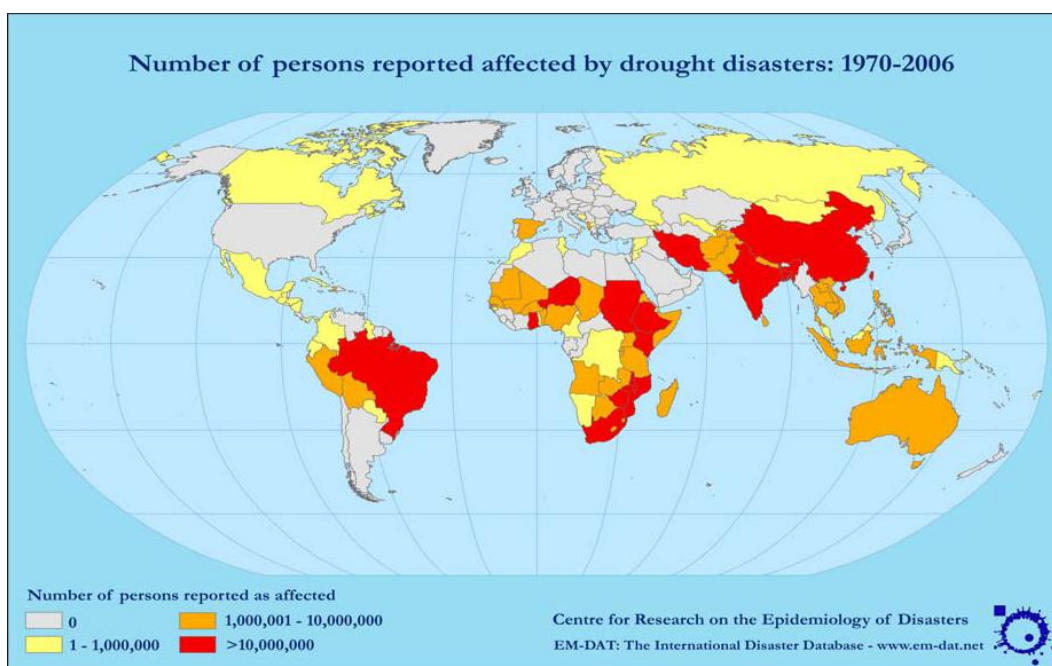 Number of persons reported affected by drought disasters: 1970-2006
Number of persons reported as affected
0
1,000,001 - 10,000,000
1 - 1,000,000
>10,000,000
Centre for Research on the Epidemiology of Disasters
EM-DAT: The International Disaster Database - www.em-dat.net